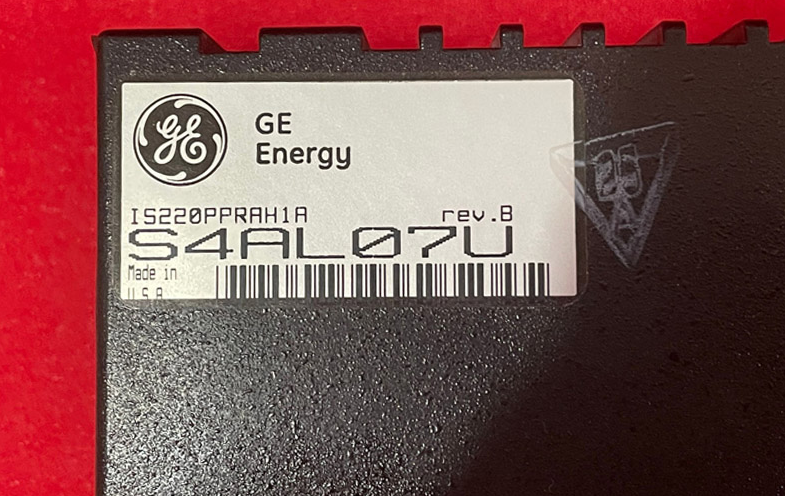 GE
GE
Energy
IS220PPRAH1A rev.B
S4AL07U
Made in
U.S.A